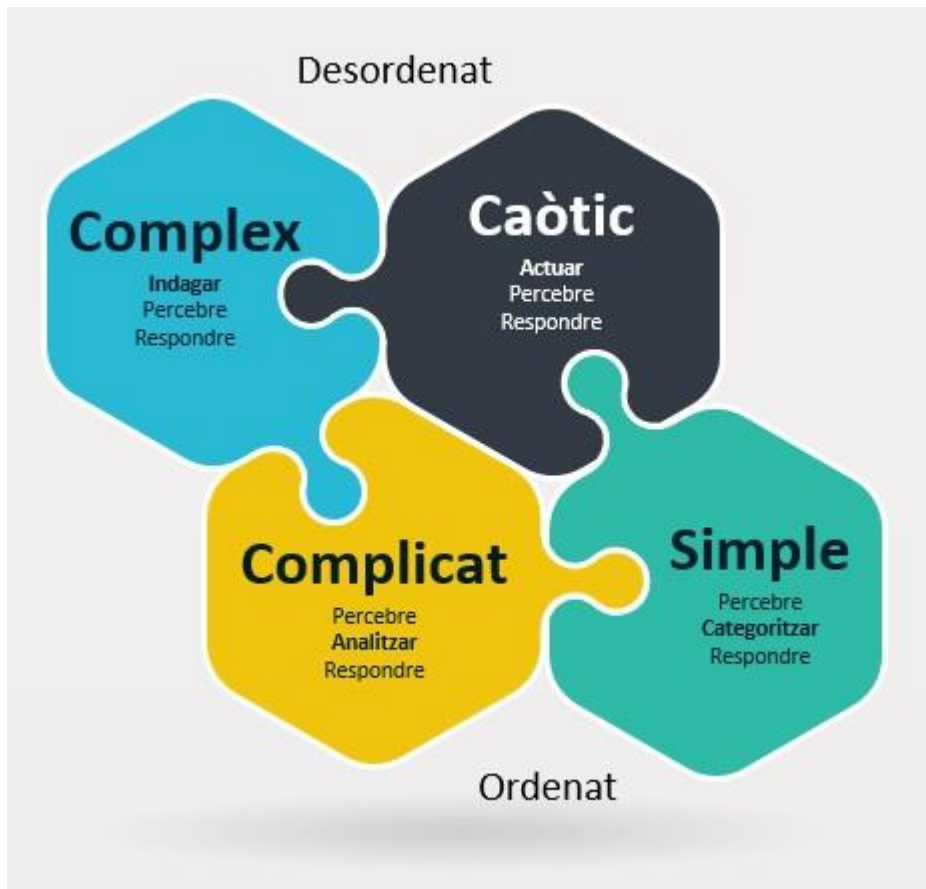 Desordenat
Complex
Indagar
Percebre
Respondre
Caòtic
Actuar
Percebre
Respondre
Complicat
Percebre
Analitzar
Respondre
Simple
Percebre
Categoritzar
Respondre
Ordenat